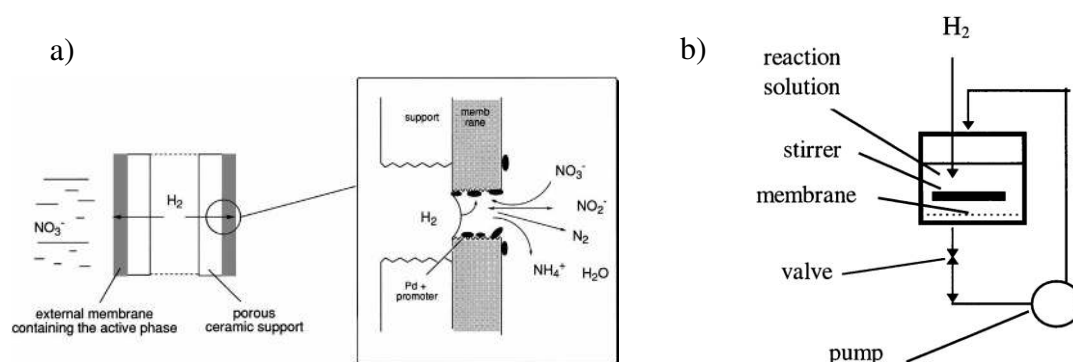 a)
NO₃⁻
H₂
external membrane
containing the active phase
porous
ceramic support
support
memb
rane
H₂
NO₃⁻
NO₂⁻
N₂
NH₄⁺
H₂O
Pd +
promoter
b)
H₂
reaction
solution
stirrer
membrane
valve
pump